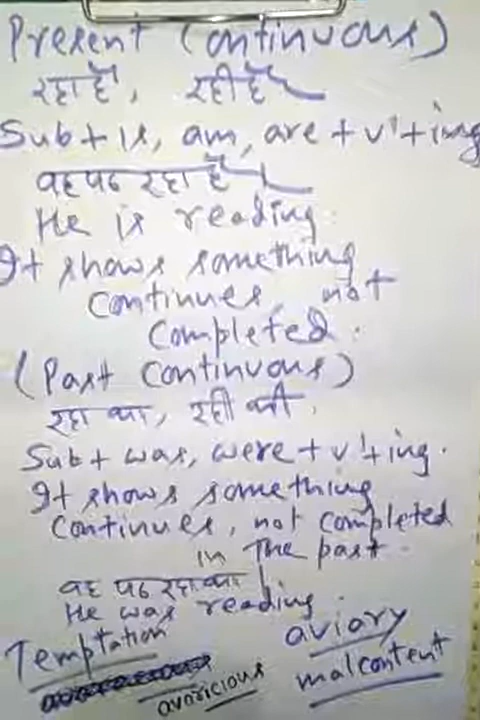 Present (Continuous)
रहा है, रही है
Sub+ is, am, are + v¹+ing
वह पढ रहा है।
He is reading.
It shows something
continues, not
completed.
(Past Continuous)
रहा था, रही थी.
Sub+ was, were + v¹+ing.
It shows something
continues, not completed
in the past.
वह पढ रहा था।
He was reading.
Temptation
aviary
avaricious
malcontent